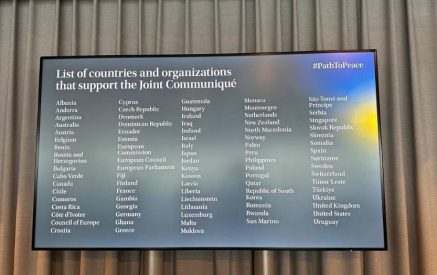 List of countries and organizations
that support the Joint Communiqué
#PathToPeace
Albania
Andorra
Argentina
Australia
Austria
Belgium
Benin
Bosnia and
Herzegovina
Bulgaria
Cabo Verde
Canada
Chile
Comoros
Costa Rica
Côte d'Ivoire
Council of Europe
Croatia
Cyprus
Czech Republic
Denmark
Dominican Republic
Ecuador
Estonia
European
Commission
European Council
European Parliament
Fiji
Finland
France
Gambia
Georgia
Germany
Ghana
Greece
Guatemala
Hungary
Iceland
Iraq
Ireland
Israel
Italy
Japan
Jordan
Kenya
Kosovo
Latvia
Liberia
Liechtenstein
Lithuania
Luxemburg
Malta
Moldova
Monaco
Montenegro
Netherlands
New Zealand
North Macedonia
Norway
Palau
Peru
Philippines
Poland
Portugal
Qatar
Republic of South
Korea
Romania
Rwanda
San Marino
São Tomé and
Príncipe
Serbia
Singapore
Slovak Republic
Slovenia
Somalia
Spain
Suriname
Sweden
Switzerland
Timor Leste
Türkiye
Ukraine
United Kingdom
United States
Uruguay